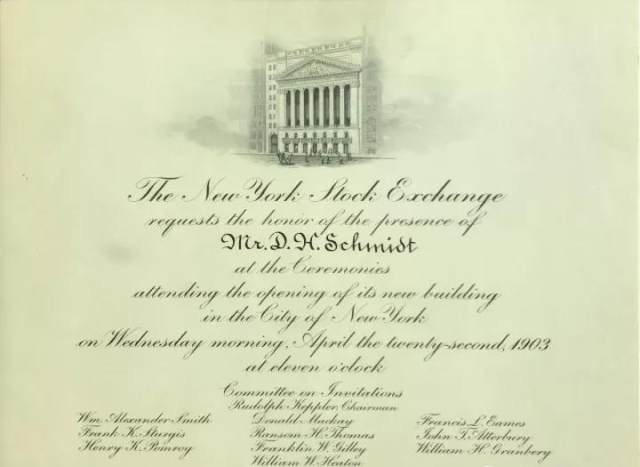 The New York Stock Exchange
requests the honor of the presence of
Mr. D. H. Schmidt
at the Ceremonies
attending the opening of its new building
in the City of New York
on Wednesday morning, April the twenty-second, 1903
at eleven o'clock
Committee on Invitations
Rudolph Keppler, Chairman
Wm. Alexander Smith Donald Mackay Francis L. Eames
Frank K. Sturgis Ransom H. Thomas John T. Atterbury
Henry K. Pomroy Franklin W. Gilley William H. Granbery
William W. Heaton